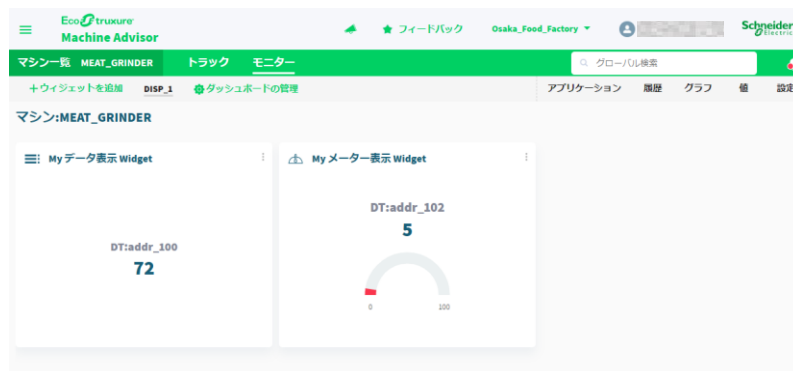 EcoStruxure
Machine Advisor
フィードバック
Osaka_Food_Factory
Schneider
Electric
マシン一覧 MEAT_GRINDER トラック モニター
グローバル検索
+ウィジェットを追加 DISP_1 ダッシュボードの管理
アプリケーション 履歴 グラフ 値 設定
マシン:MEAT_GRINDER
My データ表示 Widget
DT:addr_100
72
My メーター表示 Widget
DT:addr_102
5
0 100